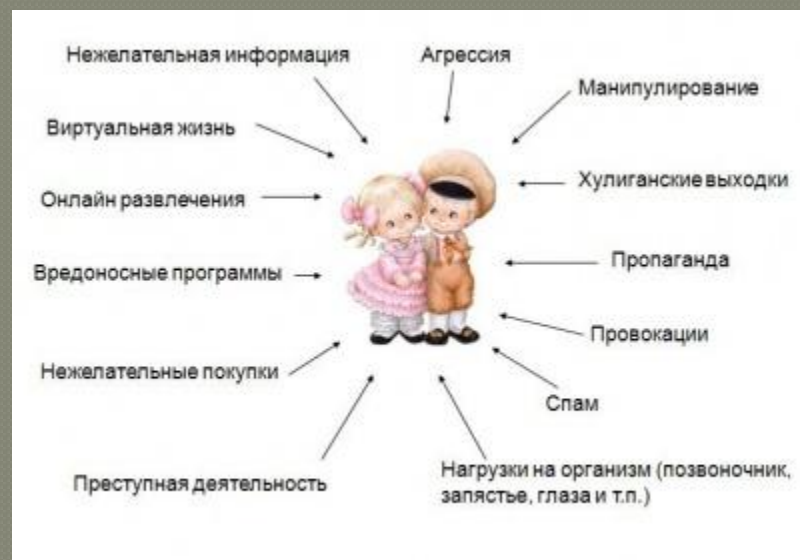 Нежелательная информация
Агрессия
Манипулирование
Виртуальная жизнь
Хулиганские выходки
Онлайн развлечения
Пропаганда
Вредоносные программы
Провокации
Нежелательные покупки
Спам
Преступная деятельность
Нагрузки на организм (позвоночник,
запястье, глаза и т.п.)